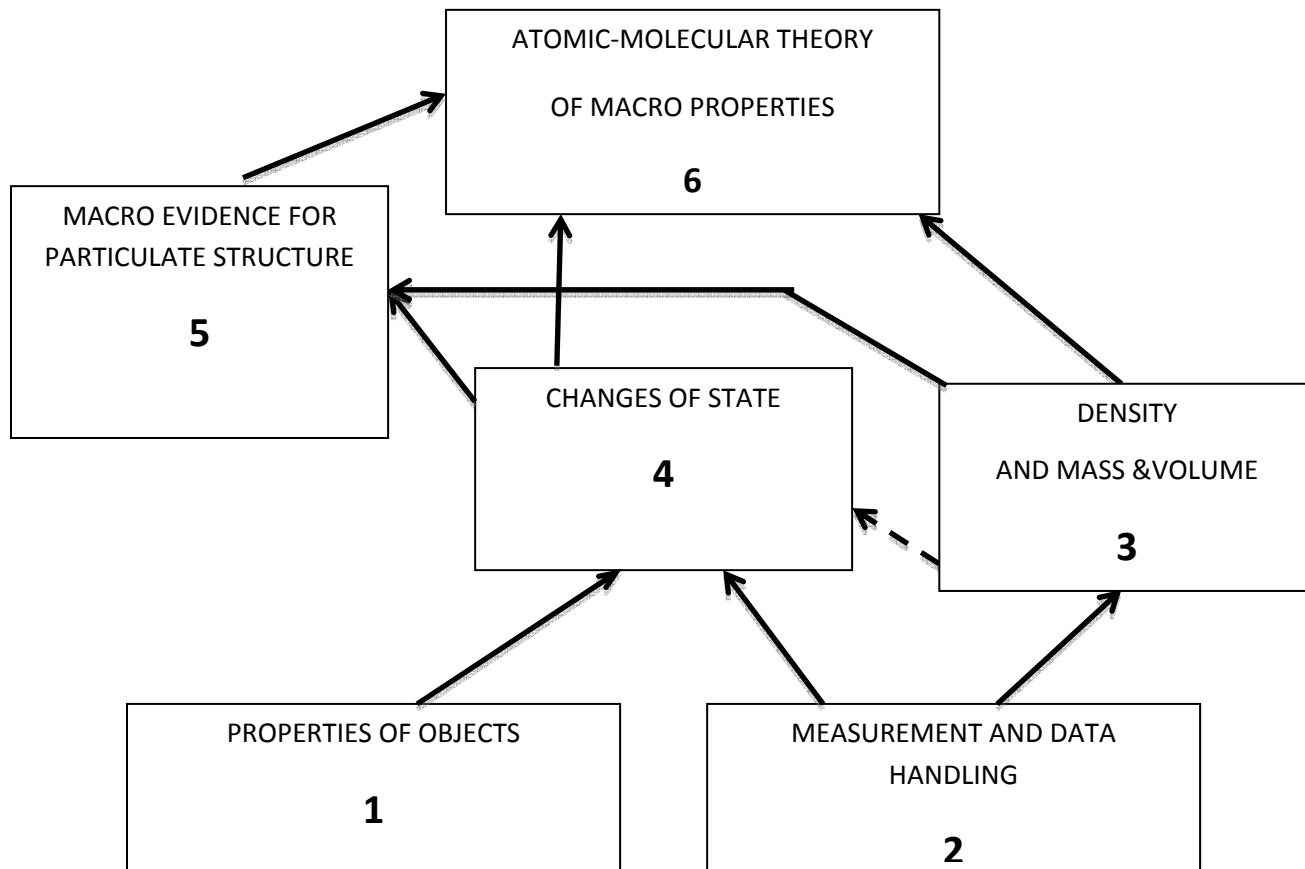 ATOMIC-MOLECULAR THEORY
OF MACRO PROPERTIES
6
MACRO EVIDENCE FOR
PARTICULATE STRUCTURE
5
CHANGES OF STATE
4
DENSITY
AND MASS &VOLUME
3
PROPERTIES OF OBJECTS
1
MEASUREMENT AND DATA
HANDLING
2